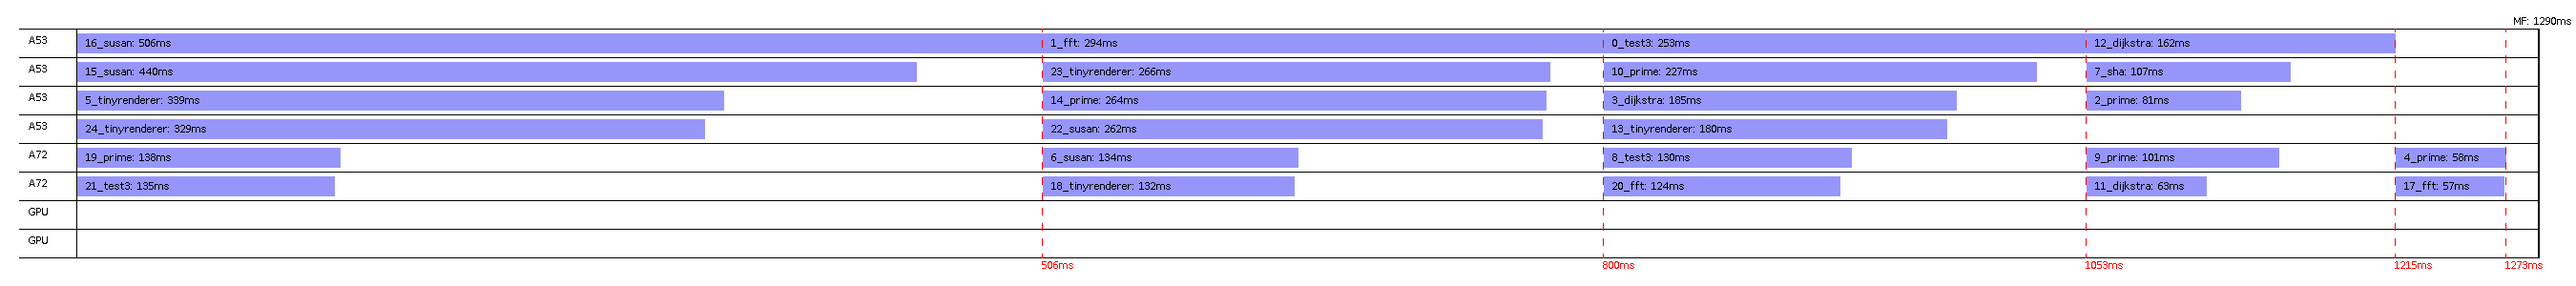 MF: 1290ms
A53 16_susan: 506ms 1_fft: 294ms 0_test3: 253ms 12_dijkstra: 162ms
A53 15_susan: 440ms 23_tinyrenderer: 266ms 10_prime: 227ms 7_sha: 107ms
A53 5_tinyrenderer: 339ms 14_prime: 264ms 3_dijkstra: 185ms 2_prime: 81ms
A53 24_tinyrenderer: 329ms 22_susan: 262ms 13_tinyrenderer: 180ms
A72 19_prime: 138ms 6_susan: 134ms 8_test3: 130ms 9_prime: 101ms 4_prime: 58ms
A72 21_test3: 135ms 18_tinyrenderer: 132ms 20_fft: 124ms 11_dijkstra: 63ms 17_fft: 57ms
GPU
GPU
506ms 800ms 1053ms 1215ms 1273ms